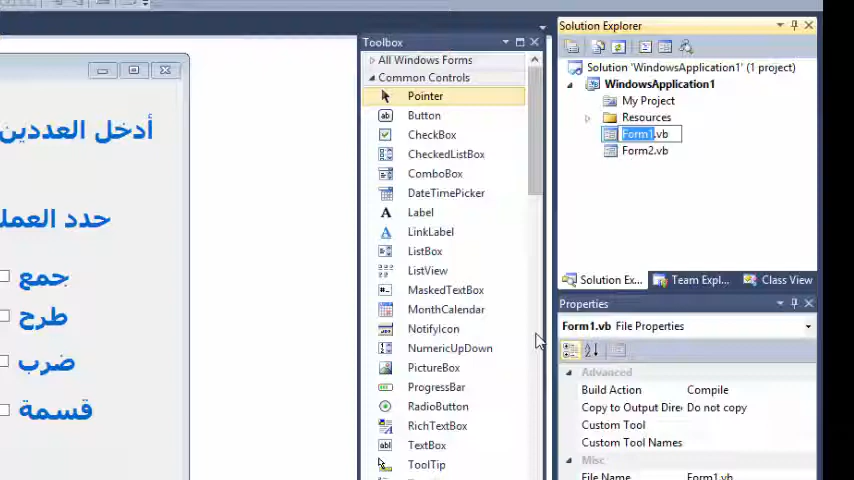 Solution Explorer
Solution 'WindowsApplication1' (1 project)
WindowsApplication1
My Project
Resources
Form1.vb
Form2.vb
Solution Ex...
Team Expl...
Class View
Toolbox
All Windows Forms
Common Controls
Pointer
Button
CheckBox
CheckedListBox
ComboBox
DateTimePicker
Label
LinkLabel
ListBox
ListView
MaskedTextBox
MonthCalendar
NotifyIcon
NumericUpDown
PictureBox
ProgressBar
RadioButton
RichTextBox
TextBox
ToolTip
Properties
Form1.vb File Properties
Advanced
Build Action Compile
Copy to Output Dire Do not copy
Custom Tool
Custom Tool Names
Misc
File Name Form1.vb
أدخل العددين
حدد العمل
جمع
طرح
ضرب
قسمة